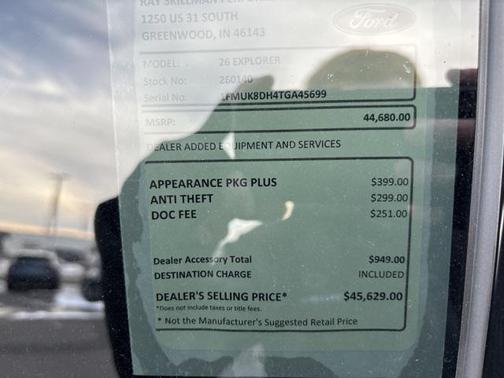 RAY SKILLMAN
1250 US 31 SOUTH
GREENWOOD, IN 46143
Ford
MODEL: 26 EXPLORER
Stock No: 260140
Serial No: 1FMUK8DH4TGA45699
MSRP: 44,680.00
DEALER ADDED EQUIPMENT AND SERVICES
APPEARANCE PKG PLUS $399.00
ANTI THEFT $299.00
DOC FEE $251.00
Dealer Accessory Total $949.00
DESTINATION CHARGE INCLUDED
DEALER'S SELLING PRICE* $45,629.00
*Does not include taxes or title fees.
* Not the Manufacturer's Suggested Retail Price